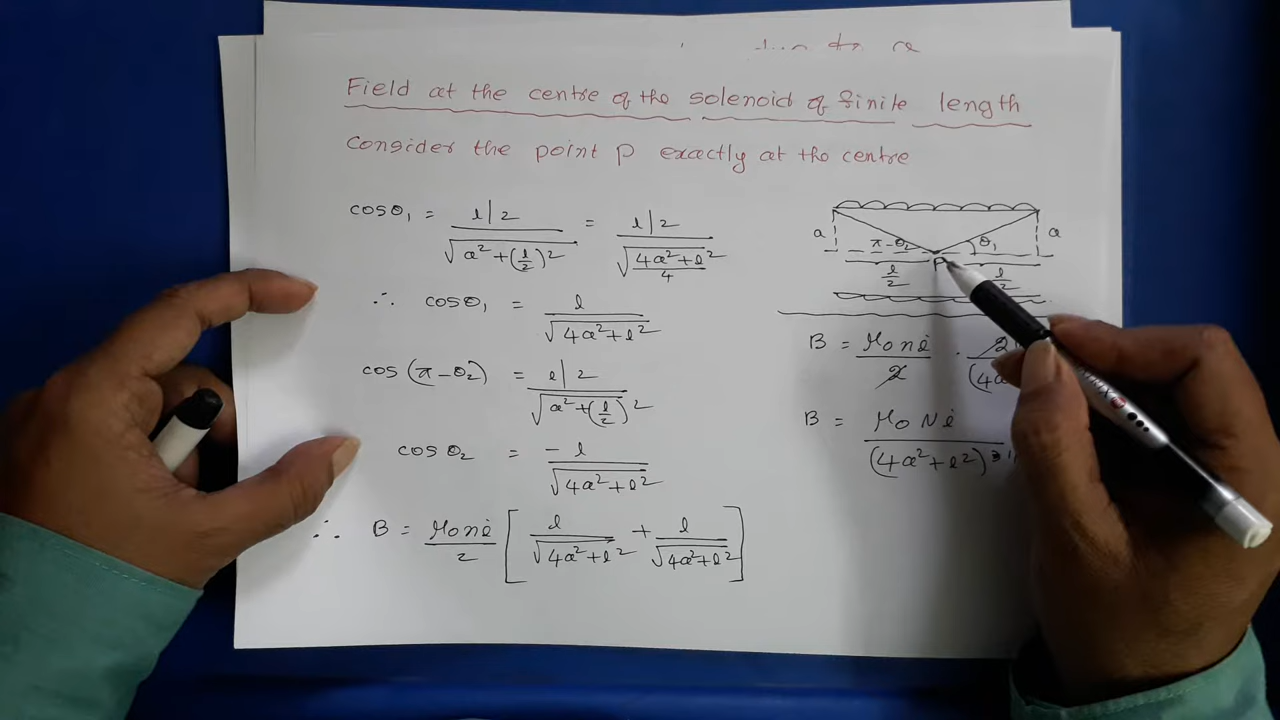 Field at the centre of the solenoid of finite length
Consider the point P exactly at the centre
cosθ₁ = l/2 / √(a² + (l/2)²) = l/2 / √((4a² + l²)/4)
∴ cosθ₁ = l / √(4a² + l²)
cos(π-θ₂) = l/2 / √(a² + (l/2)²)
cosθ₂ = -l / √(4a² + l²)
∴ B = μ₀ni/2 [ l/√(4a² + l²) + l/√(4a² + l²) ]
a π-θ₂ θ₁ a
P
l/2 l/2
B = μ₀ni/2 · 2
(4a
B = μ₀Ni / (4a² + l²)